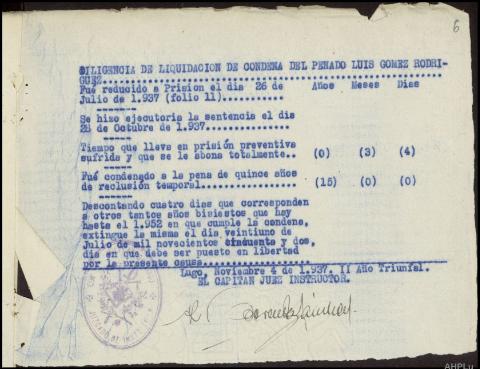 6
DILIGENCIA DE LIQUIDACION DE CONDENA DEL PENADO LUIS GOMEZ RODRI-
GUEZ.
Fué reducido a Prision el dia 26 de Años Meses Dias
Julio de 1.937 (folio 11)
Se hizo ejecutoria la sentencia el dia
28 de Octubre de 1.937.
Tiempo que lleva en prisión preventiva
sufrida y que se le abona totalmente.. (0) (3) (4)
Fué condenado a la pena de quince años
de reclusión temporal (15) (0) (0)
Descontando cuatro dias que corresponden
a otros tantos años bisiestos que hay
hasta el 1.952 en que cumple la condena,
extingue la misma el dia veintiuno de
Julio de mil novecientos cincuenta y dos,
dia en que debe ser puesto en libertad
por la presente causa
Lugo, Noviembre 4 de 1.937. II Año Triunfal.
EL CAPITAN JUEZ INSTRUCTOR.
AHPLu